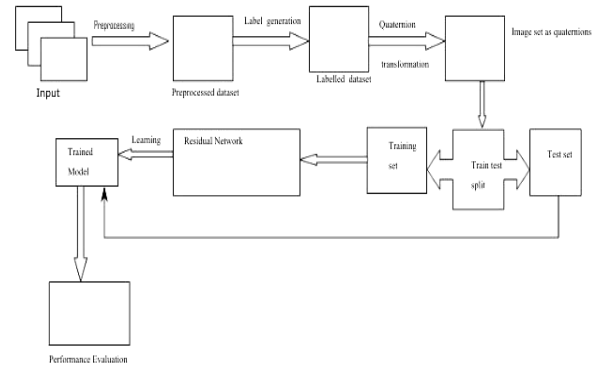 Preprocessing
Label generation
Quaternion
transformation
Image set as quaternions
Input
Preprocessed dataset
Labelled dataset
Trained
Model
Learning
Residual Network
Training
set
Train test
split
Test set
Performance Evaluation